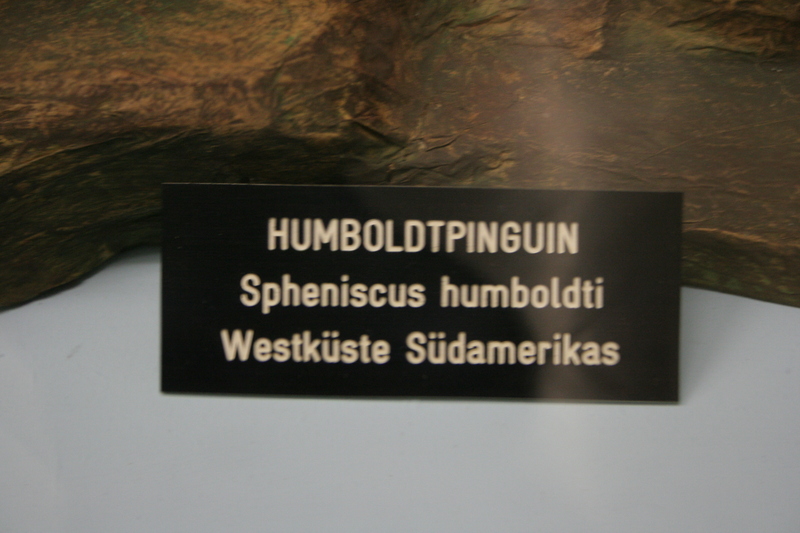 HUMBOLDTPINGUIN
Spheniscus humboldti
Westküste Südamerikas